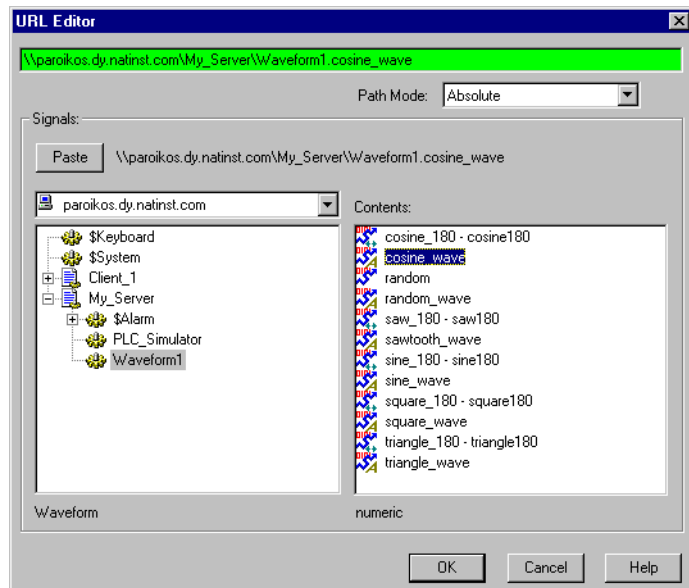 URL Editor
\\paroikos.dy.natinst.com\My_Server\Waveform1.cosine_wave
Path Mode: Absolute
Signals:
Paste \\paroikos.dy.natinst.com\My_Server\Waveform1.cosine_wave
paroikos.dy.natinst.com
$Keyboard
$System
Client_1
My_Server
$Alarm
PLC_Simulator
Waveform1
Waveform
Contents:
cosine_180 - cosine180
cosine_wave
random
random_wave
saw_180 - saw180
sawtooth_wave
sine_180 - sine180
sine_wave
square_180 - square180
square_wave
triangle_180 - triangle180
triangle_wave
numeric
OK Cancel Help